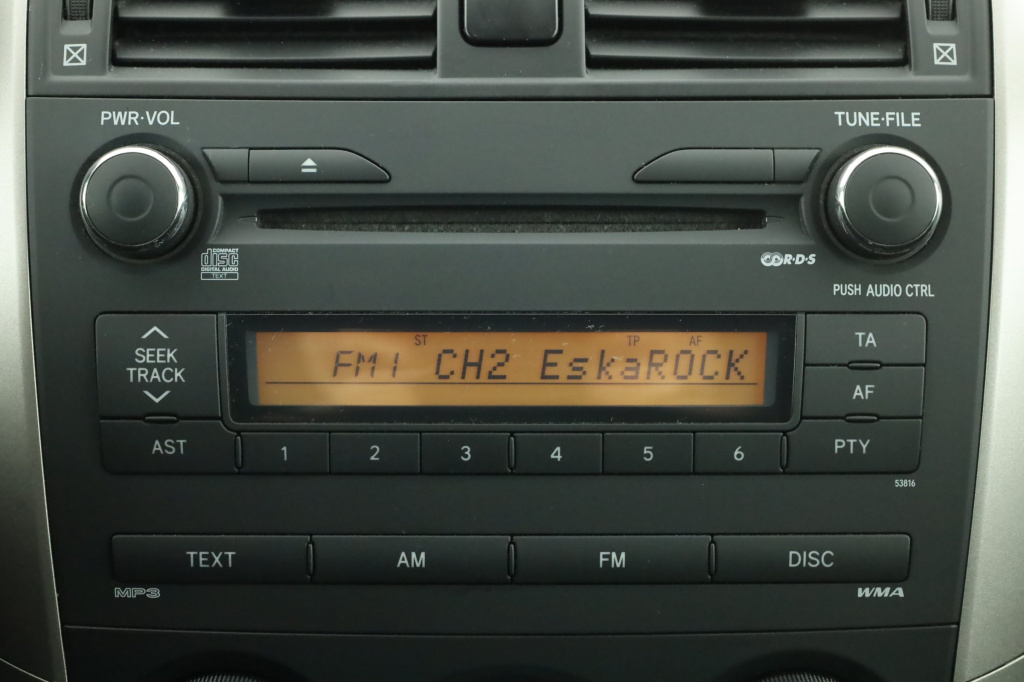 PWR·VOL
TUNE·FILE
COMPACT
disc
DIGITAL AUDIO
TEXT
R·D·S
PUSH AUDIO CTRL
SEEK
TRACK
ST TP AF
FM1 CH2 EskaROCK
TA
AF
AST 1 2 3 4 5 6 PTY
53816
TEXT AM FM DISC
MP3 WMA